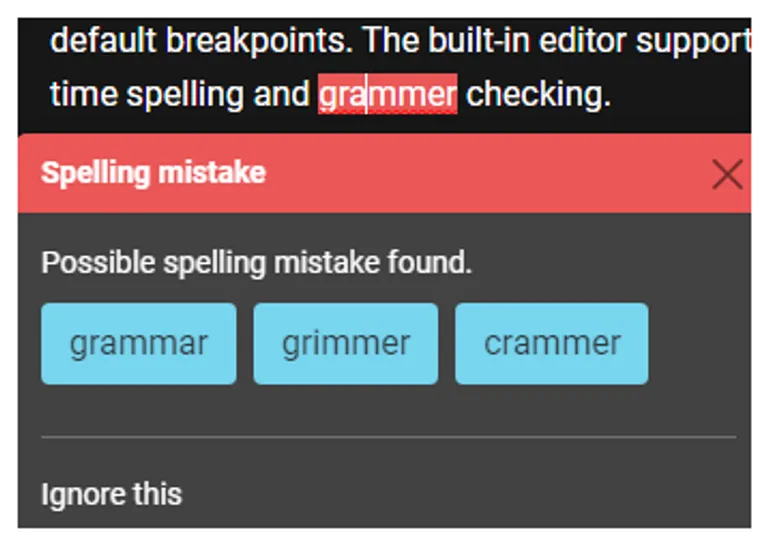 default breakpoints. The built-in editor support
time spelling and grammer checking.
Spelling mistake
Possible spelling mistake found.
grammar grimmer crammer
Ignore this